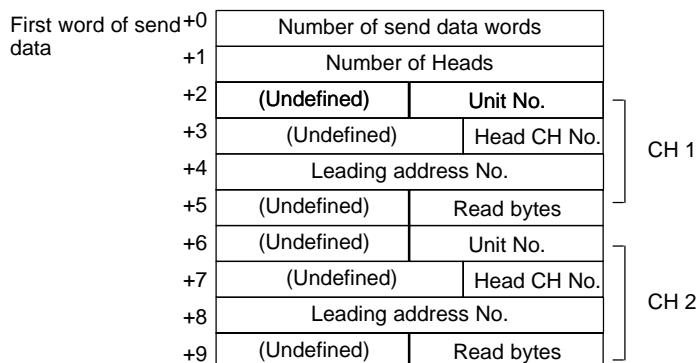 First word of send data
+0 Number of send data words
+1 Number of Heads
+2 (Undefined) Unit No.
+3 (Undefined) Head CH No.
+4 Leading address No.
+5 (Undefined) Read bytes
CH 1
+6 (Undefined) Unit No.
+7 (Undefined) Head CH No.
+8 Leading address No.
+9 (Undefined) Read bytes
CH 2